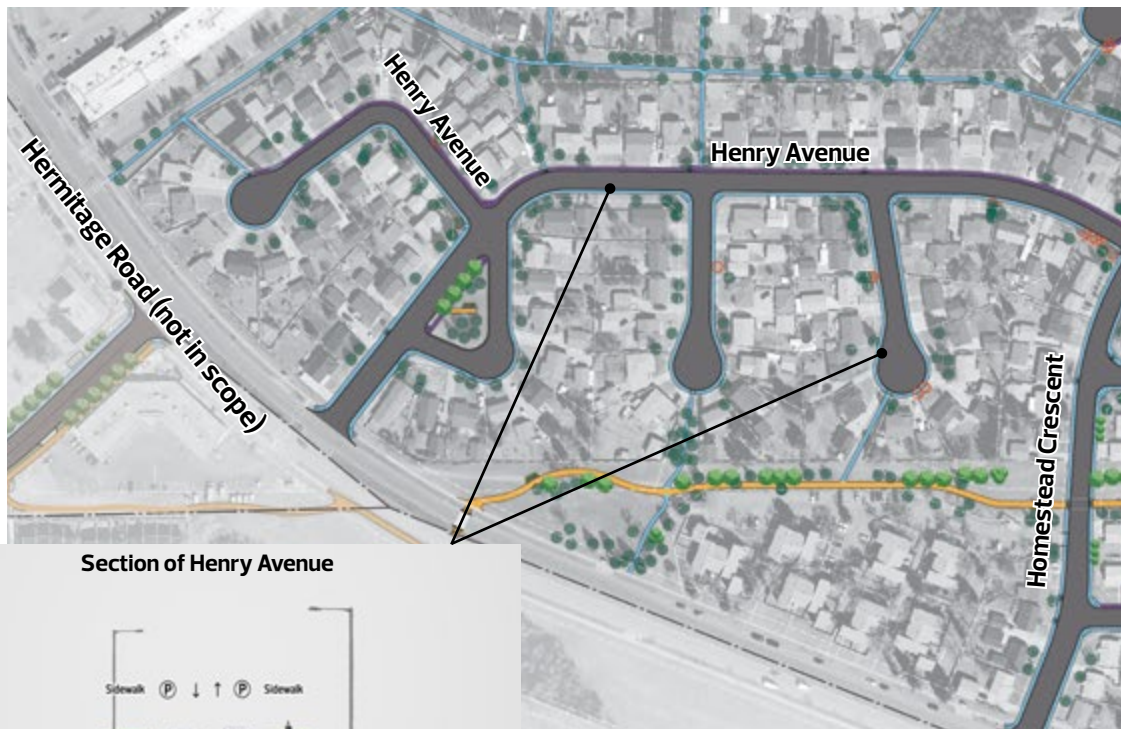 Henry Avenue
Henry Avenue
Hermitage Road (not in scope)
Homestead Crescent
Section of Henry Avenue
Sidewalk P ↓ ↑ P Sidewalk